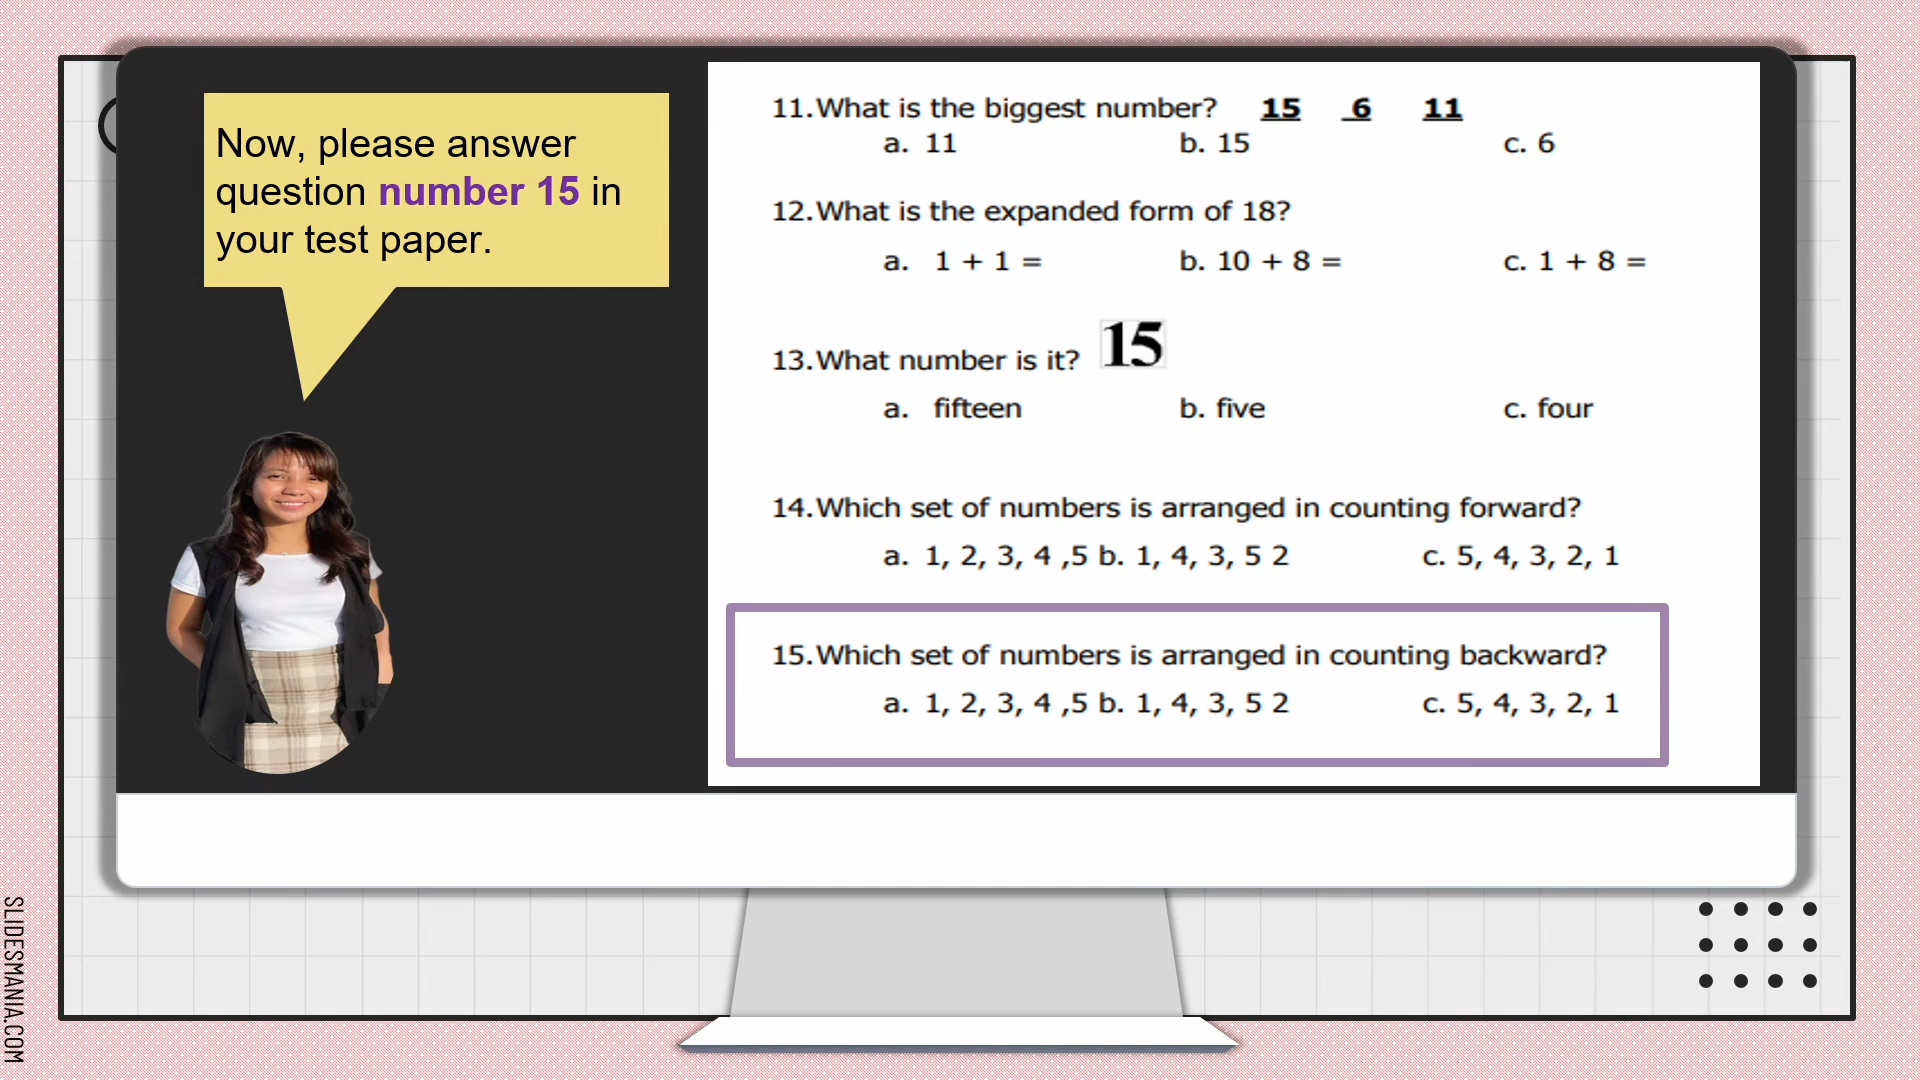 Now, please answer
question number 15 in
your test paper.
11.What is the biggest number? 15 6 11
a. 11 b. 15 c. 6
12.What is the expanded form of 18?
a. 1 + 1 = b. 10 + 8 = c. 1 + 8 =
13.What number is it? 15
a. fifteen b. five c. four
14.Which set of numbers is arranged in counting forward?
a. 1, 2, 3, 4 ,5 b. 1, 4, 3, 5 2 c. 5, 4, 3, 2, 1
15.Which set of numbers is arranged in counting backward?
a. 1, 2, 3, 4 ,5 b. 1, 4, 3, 5 2 c. 5, 4, 3, 2, 1
SLIDESMANIA.COM